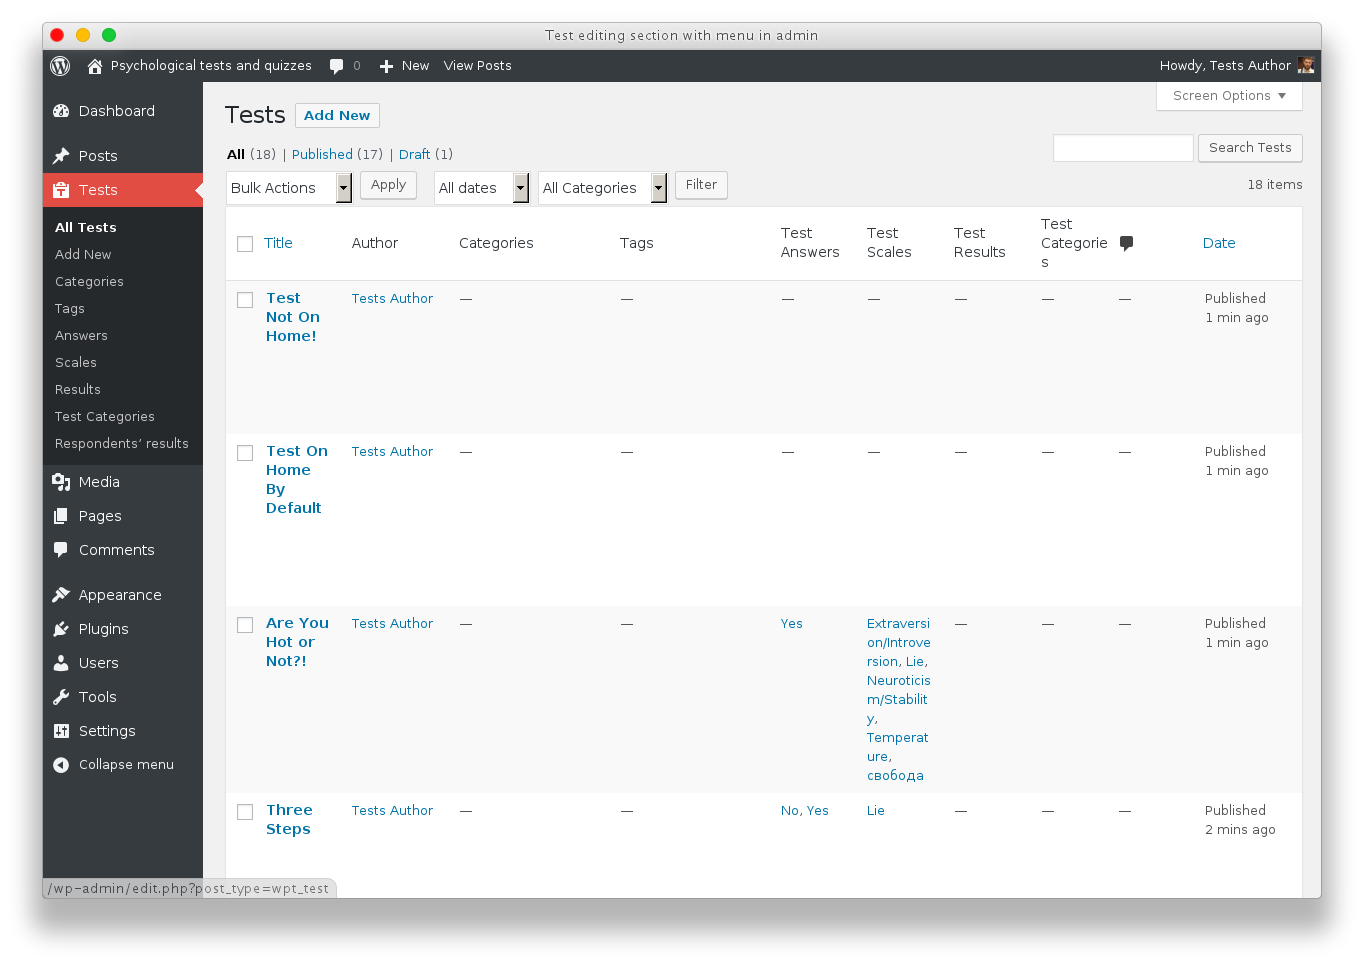 Test editing section with menu in admin
Psychological tests and quizzes 0 New View Posts Howdy, Tests Author
Screen Options
Dashboard
Posts
Tests
All Tests
Add New
Categories
Tags
Answers
Scales
Results
Test Categories
Respondents’ results
Media
Pages
Comments
Appearance
Plugins
Users
Tools
Settings
Collapse menu
Tests Add New
All (18) | Published (17) | Draft (1)
Search Tests
Bulk Actions Apply All dates All Categories Filter 18 items
Title Author Categories Tags Test Answers Test Scales Test Results Test Categories Date
Test Not On Home! Tests Author — — — — — — — Published
1 min ago
Test On Home By Default Tests Author — — — — — — — Published
1 min ago
Are You Hot or Not?! Tests Author — — Yes Extraversion/Introversion, Lie, Neuroticism/Stability, Temperature, свобода — — — Published
1 min ago
Three Steps Tests Author — — No, Yes Lie — — — Published
2 mins ago
/wp-admin/edit.php?post_type=wpt_test